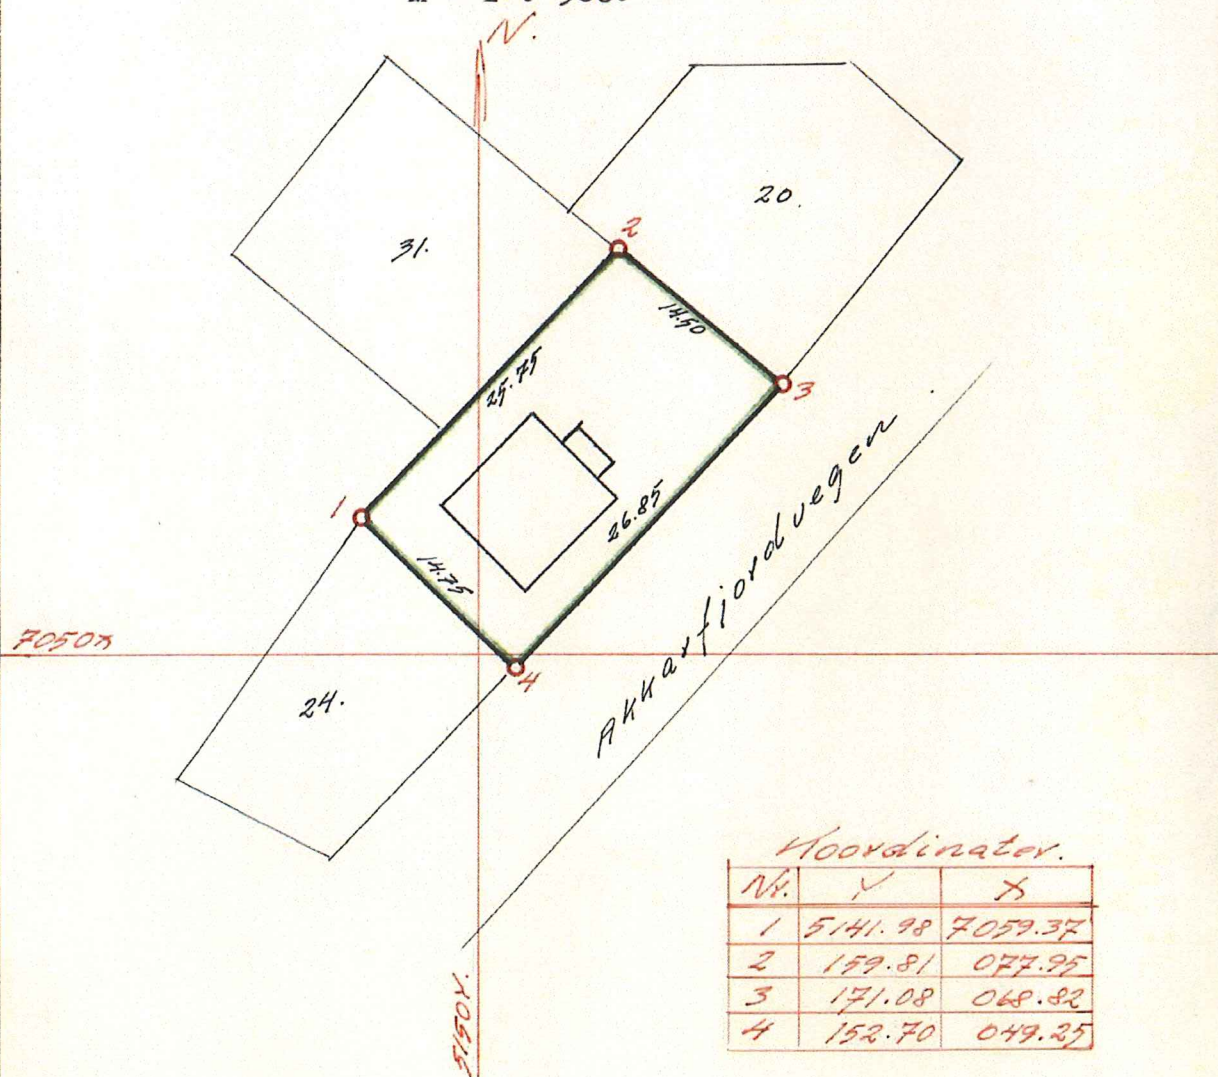 N.
20.
2
31.
14.50
25.75
3
1
26.85
14.75
Akkarfjordvegen.
7050x
4
24.
Koordinater.
Nr. Y X
1 5141.98 7059.37
2 159.81 077.95
3 171.08 068.82
4 152.70 049.25
5150Y.